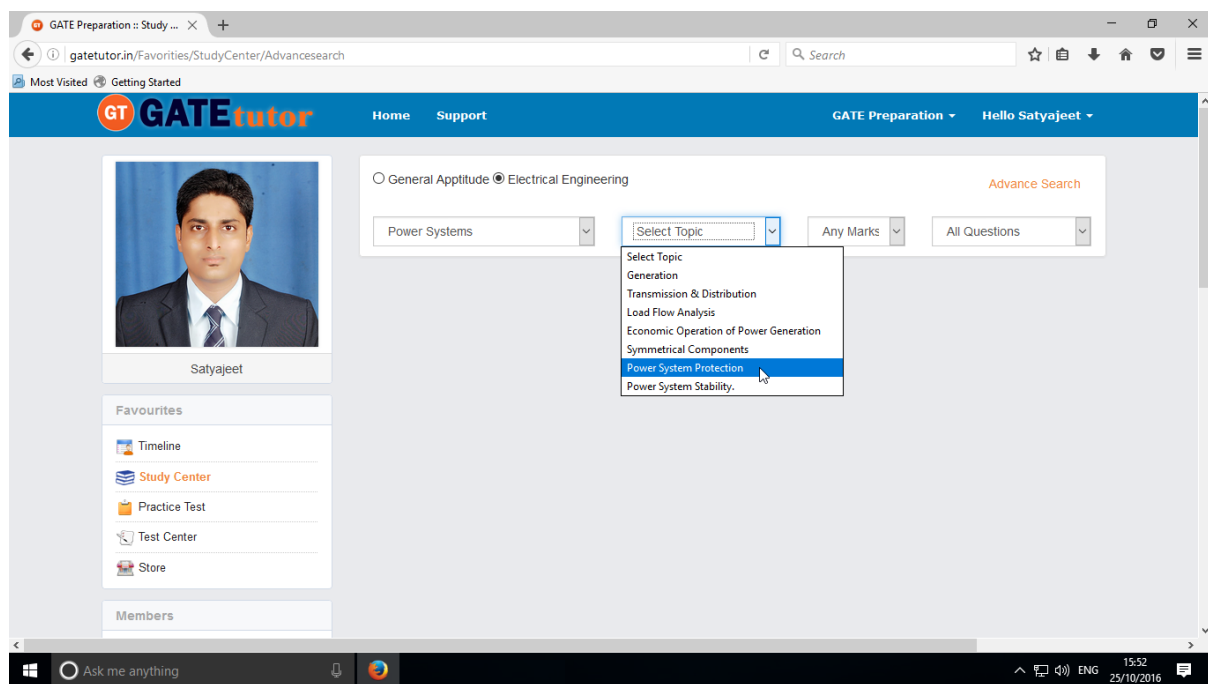 GATE Preparation :: Study ...
gatetutor.in/Favorities/StudyCenter/Advancesearch
Search
Most Visited Getting Started
GT GATEtutor Home Support GATE Preparation Hello Satyajeet
General Apptitude Electrical Engineering
Advance Search
Power Systems Select Topic Any Marks All Questions
Select Topic
Generation
Transmission & Distribution
Load Flow Analysis
Economic Operation of Power Generation
Symmetrical Components
Power System Protection
Power System Stability.
Satyajeet
Favourites
Timeline
Study Center
Practice Test
Test Center
Store
Members
Ask me anything
ENG
15:52
25/10/2016